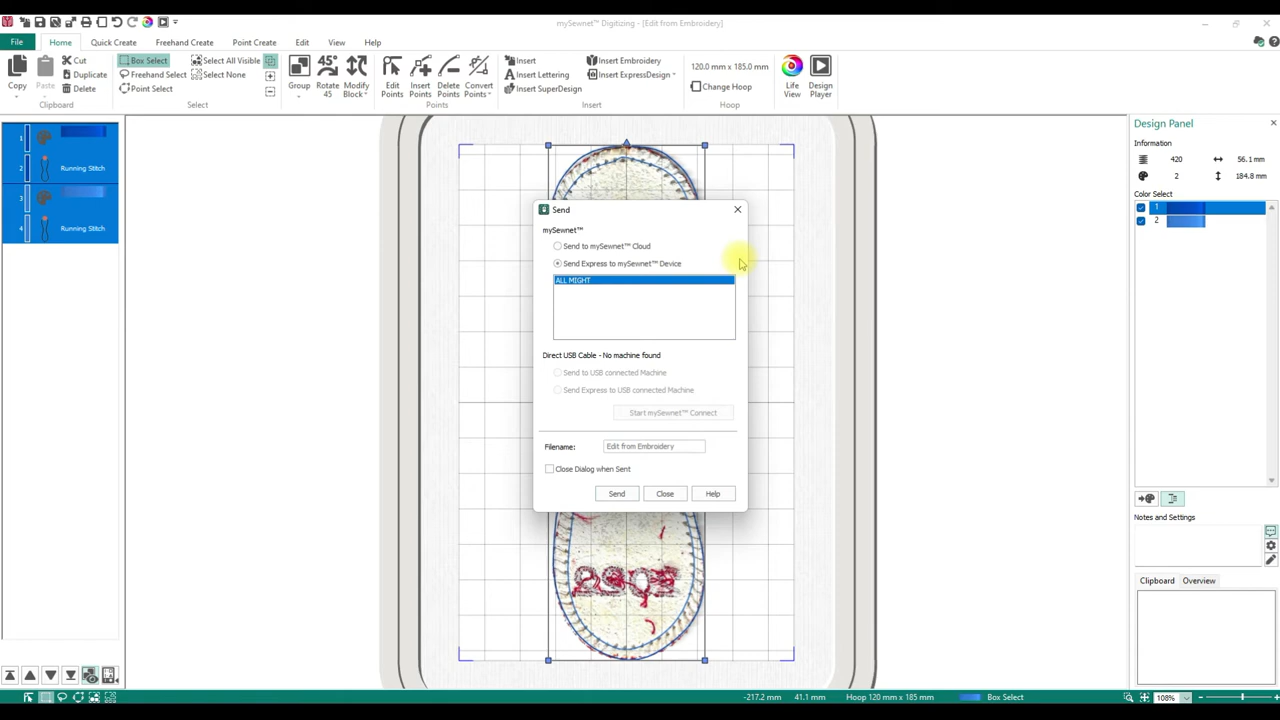 mySewnet™ Digitizing - [Edit from Embroidery]
File Home Quick Create Freehand Create Point Create Edit View Help
Copy
Paste
Cut
Duplicate
Delete
Clipboard
Box Select
Freehand Select
Point Select
Select All Visible
Select None
Select
Group
Rotate 45
Modify Block
Edit Points
Insert Points
Delete Points
Convert Points
Points
Insert
Insert Lettering
Insert SuperDesign
Insert Embroidery
Insert ExpressDesign
Insert
120.0 mm x 185.0 mm
Change Hoop
Hoop
Life View
Design Player
1
2 Running Stitch
3
4 Running Stitch
Send
mySewnet™
Send to mySewnet™ Cloud
Send Express to mySewnet™ Device
ALL MIGHT
Direct USB Cable - No machine found
Send to USB connected Machine
Send Express to USB connected Machine
Start mySewnet™ Connect
Filename: Edit from Embroidery
Close Dialog when Sent
Send Close Help
Design Panel
Information
420 56.1 mm
2 184.8 mm
Color Select
1
2
Notes and Settings
Clipboard Overview
-217.2 mm 41.1 mm Hoop 120 mm x 185 mm Box Select 108%